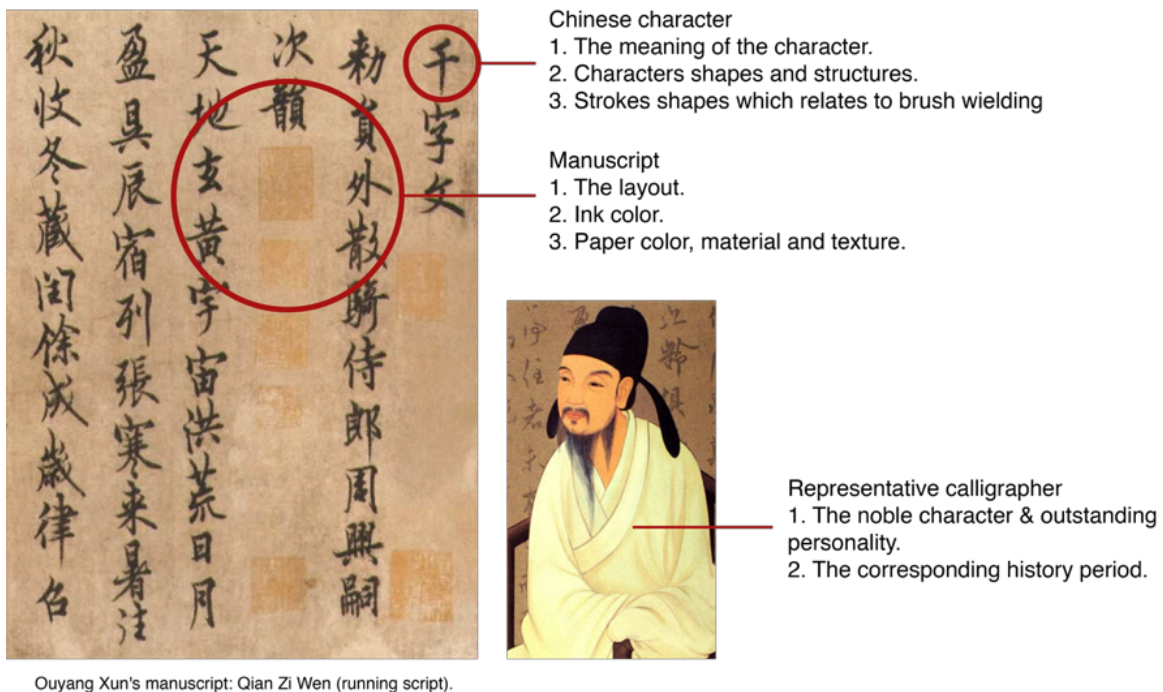 千字文
勑員外散騎侍郎周興嗣
次韻
天地玄黃宇宙洪荒日月
盈昃辰宿列張寒来暑往
秋收冬藏閏餘成歲律召
Chinese character
1. The meaning of the character.
2. Characters shapes and structures.
3. Strokes shapes which relates to brush wielding
Manuscript
1. The layout.
2. Ink color.
3. Paper color, material and texture.
Representative calligrapher
1. The noble character & outstanding
personality.
2. The corresponding history period.
Ouyang Xun's manuscript: Qian Zi Wen (running script).